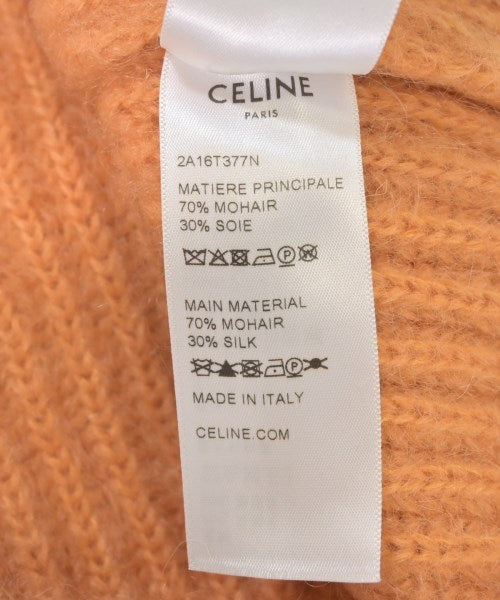 CELINE
PARIS
2A16T377N
MATIERE PRINCIPALE
70% MOHAIR
30% SOIE
MAIN MATERIAL
70% MOHAIR
30% SILK
MADE IN ITALY
CELINE.COM